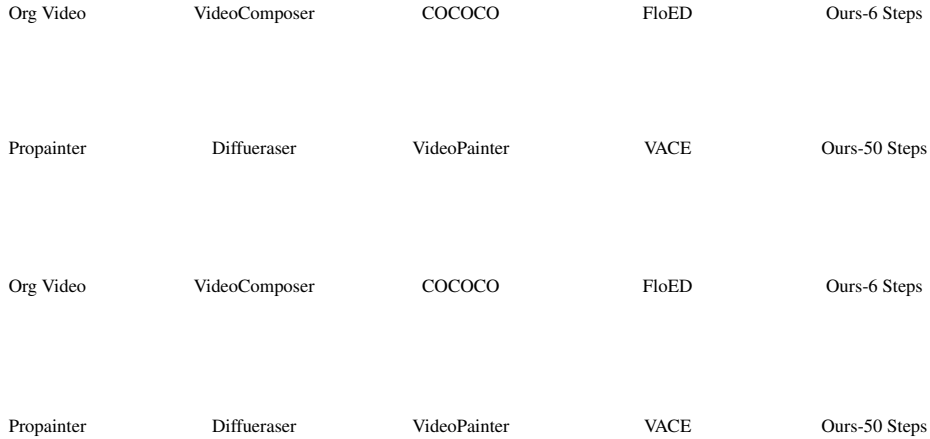 Org Video VideoComposer COCOCO FloED Ours-6 Steps
Propainter Diffueraser VideoPainter VACE Ours-50 Steps
Org Video VideoComposer COCOCO FloED Ours-6 Steps
Propainter Diffueraser VideoPainter VACE Ours-50 Steps